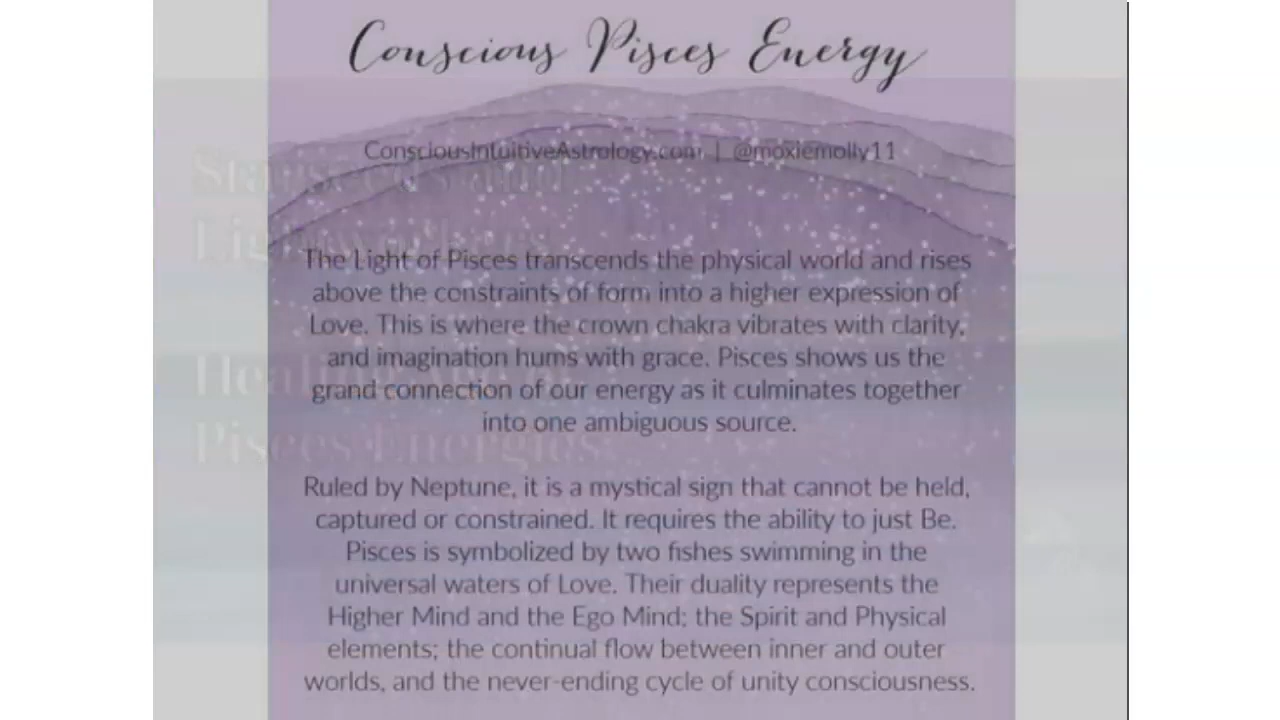 Conscious Pisces Energy
ConsciousIntuitiveAstrology.com | @moxiemolly11
The Light of Pisces transcends the physical world and rises
above the constraints of form into a higher expression of
Love. This is where the crown chakra vibrates with clarity,
and imagination hums with grace. Pisces shows us the
grand connection of our energy as it culminates together
into one ambiguous source.
Ruled by Neptune, it is a mystical sign that cannot be held,
captured or constrained. It requires the ability to just Be.
Pisces is symbolized by two fishes swimming in the
universal waters of Love. Their duality represents the
Higher Mind and the Ego Mind; the Spirit and Physical
elements; the continual flow between inner and outer
worlds, and the never-ending cycle of unity consciousness.
Pisces Energies